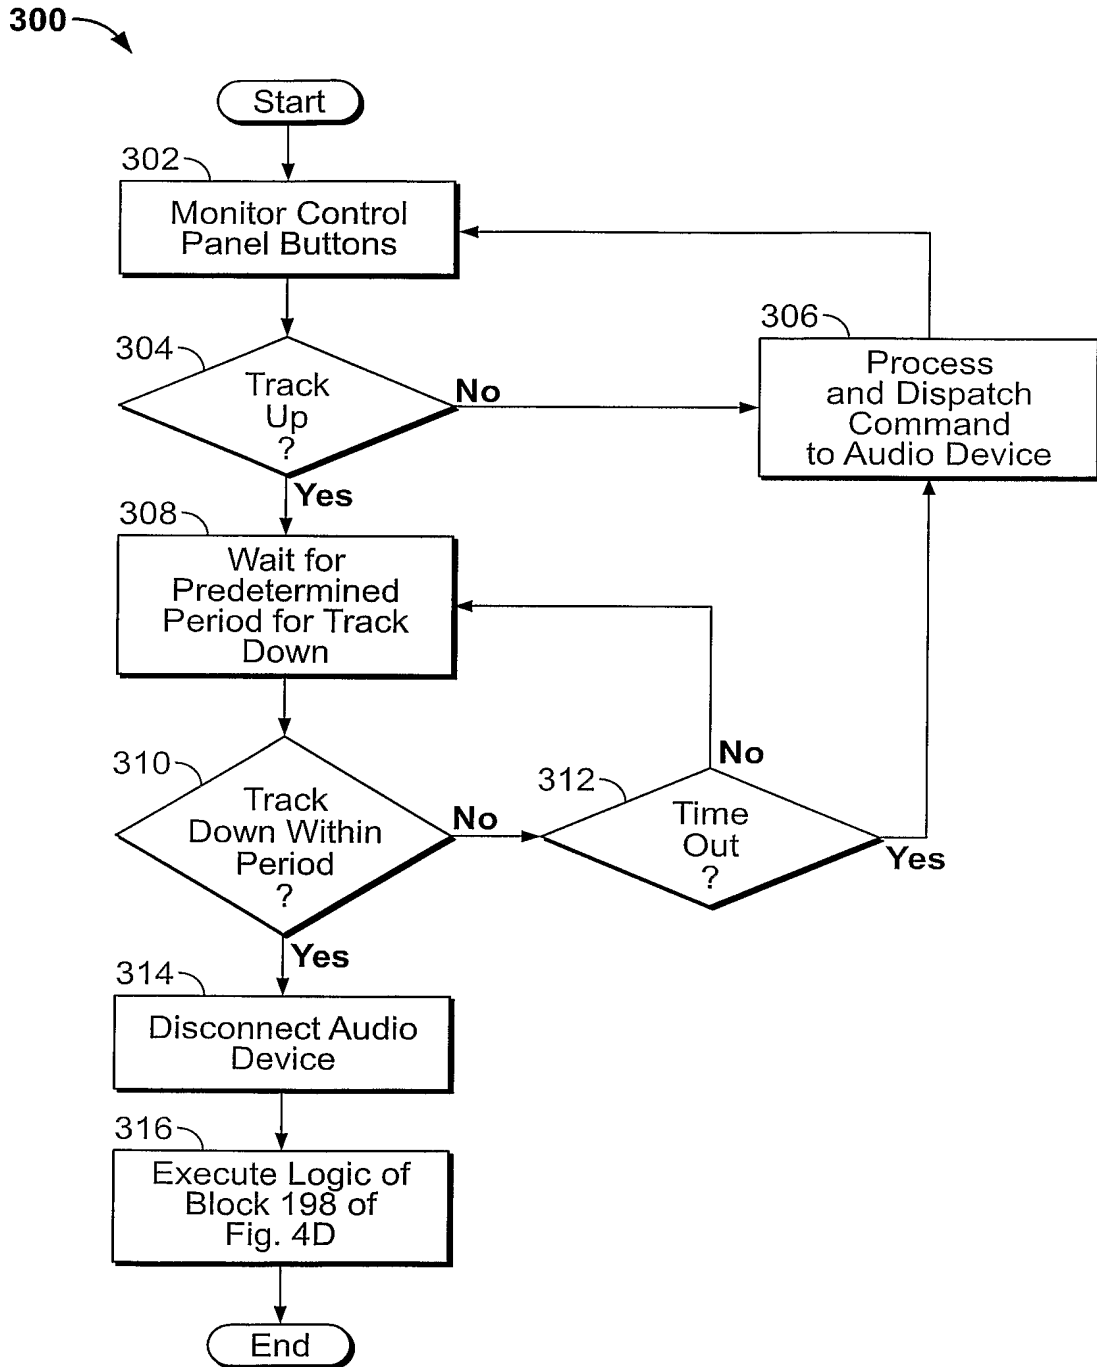 300
Start
302
Monitor Control
Panel Buttons
304
Track
Up
?
No
Yes
306
Process
and Dispatch
Command
to Audio Device
308
Wait for
Predetermined
Period for Track
Down
310
Track
Down Within
Period
?
No
Yes
312
Time
Out
?
No
Yes
314
Disconnect Audio
Device
316
Execute Logic of
Block 198 of
Fig. 4D
End